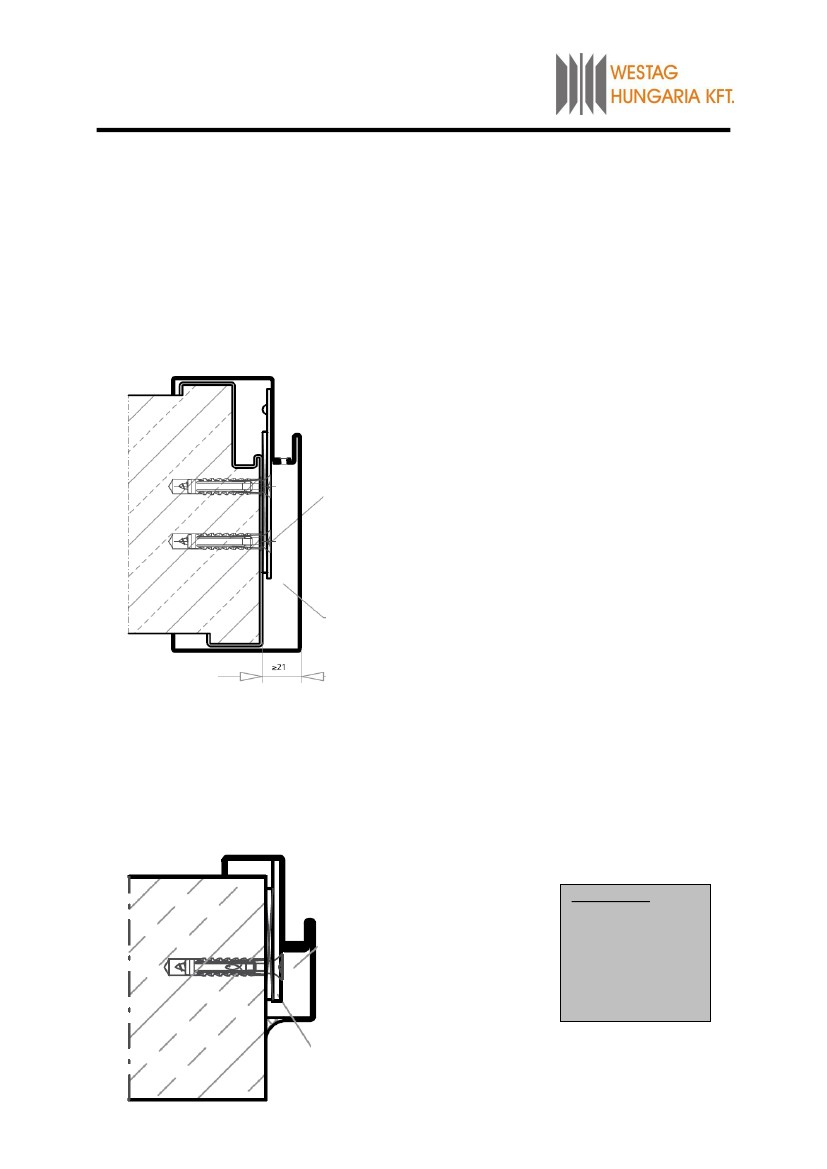 WESTAG
HUNGARIA KFT.
≥21